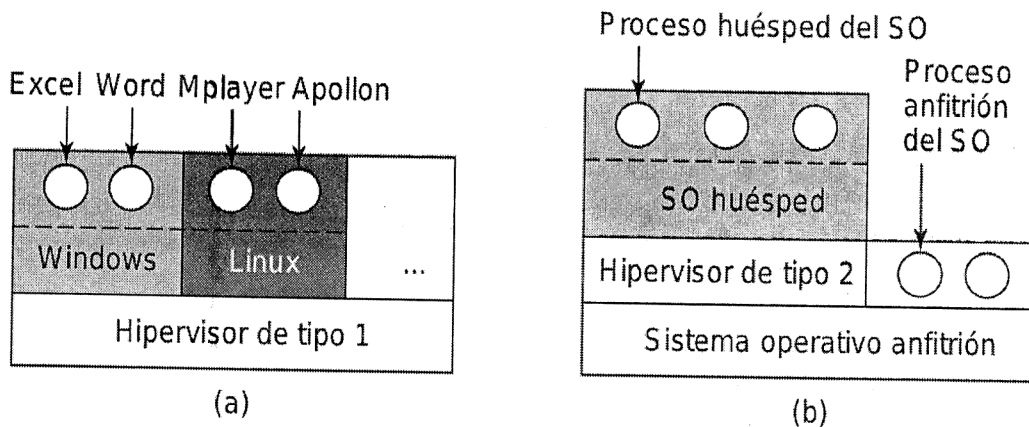 Excel Word Mplayer Apollon
Windows
Linux
...
Hipervisor de tipo 1
(a)
Proceso huésped del SO
Proceso
anfitrión
del SO
SO huésped
Hipervisor de tipo 2
Sistema operativo anfitrión
(b)